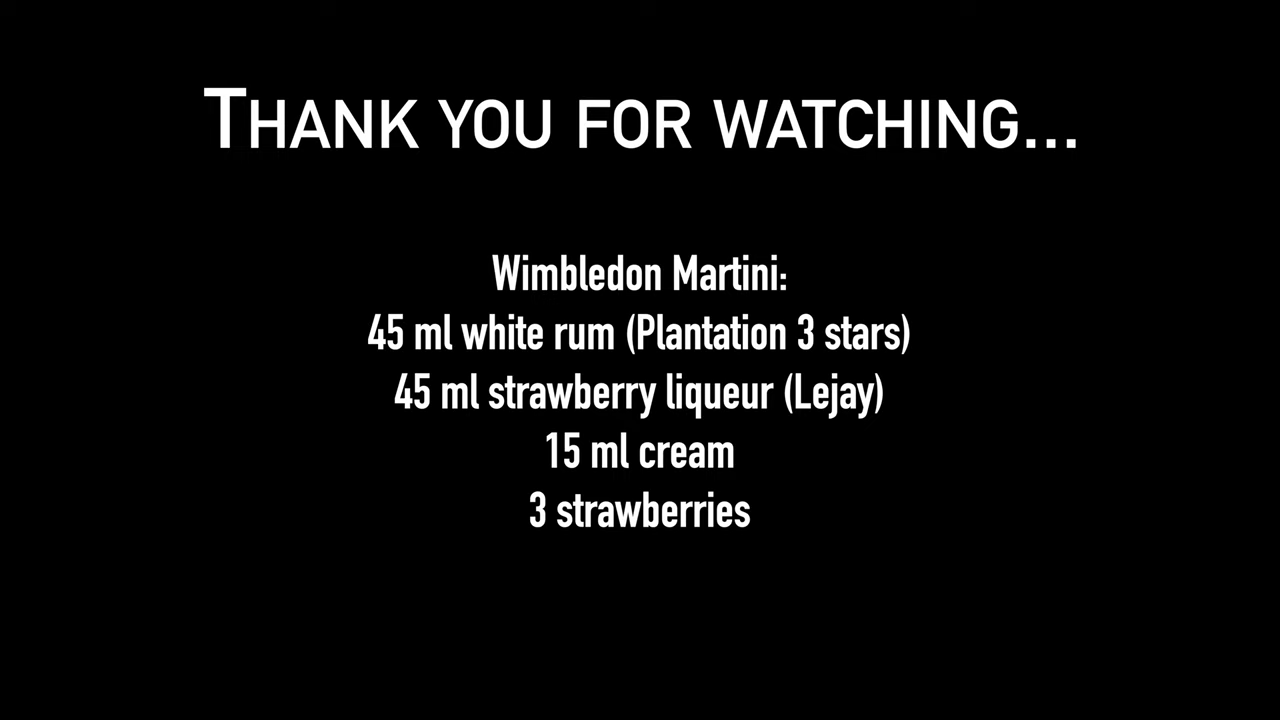 THANK YOU FOR WATCHING...
Wimbledon Martini:
45 ml white rum (Plantation 3 stars)
45 ml strawberry liqueur (Lejay)
15 ml cream
3 strawberries